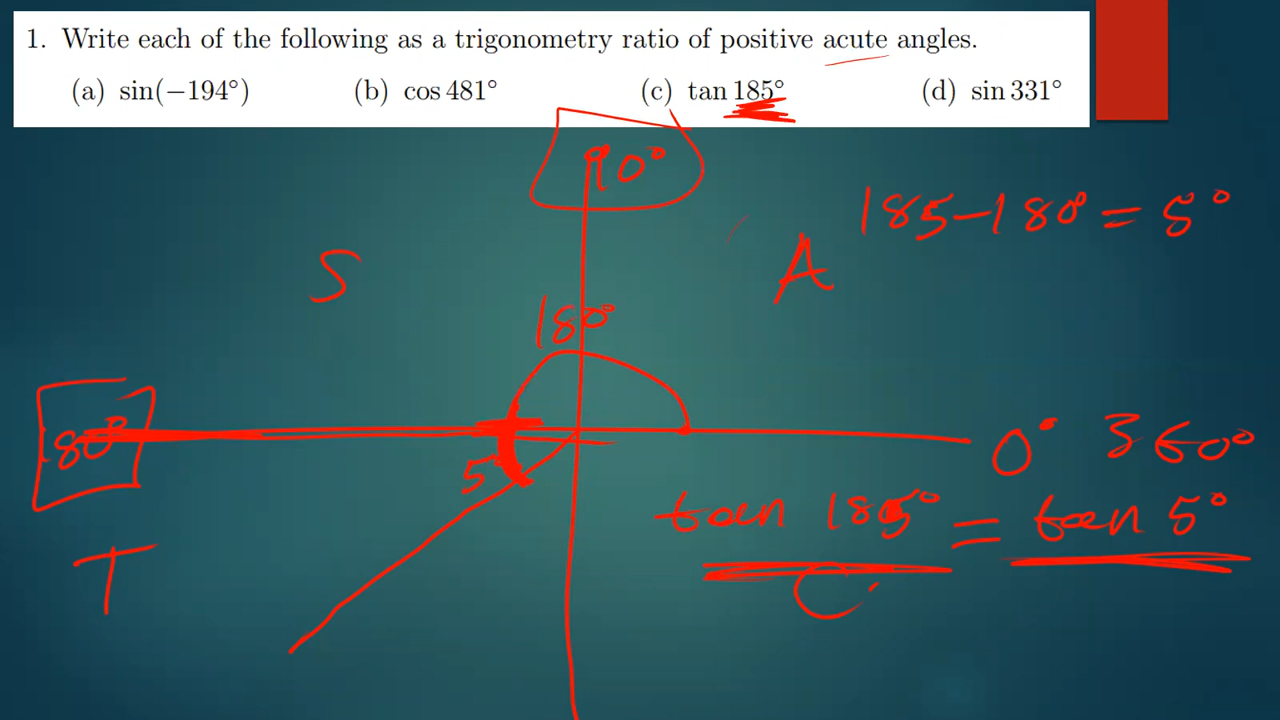 1. Write each of the following as a trigonometry ratio of positive acute angles.
(a) sin(−194°) (b) cos 481° (c) tan 185° (d) sin 331°
90°
185-180° = 5°
S
A
180°
180°
0° 360°
5°
tan 185° = tan 5°
T
C